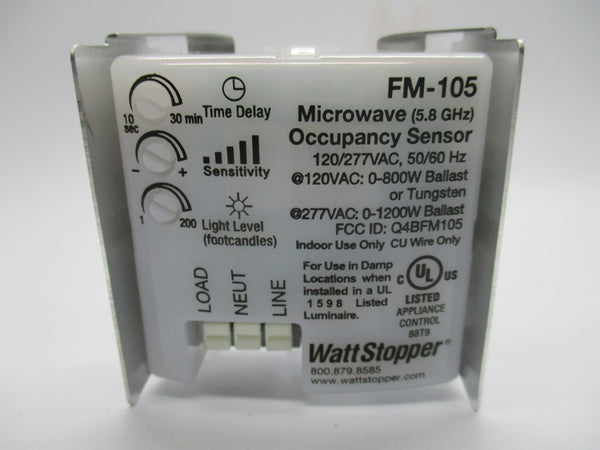 FM-105
Microwave (5.8 GHz)
Occupancy Sensor
120/277VAC, 50/60 Hz
@120VAC: 0-800W Ballast
or Tungsten
@277VAC: 0-1200W Ballast
FCC ID: Q4BFM105
Indoor Use Only CU Wire Only
10 sec
30 min
Time Delay
- +
Sensitivity
1 200
Light Level
(footcandles)
LOAD
NEUT
LINE
For Use in Damp
Locations when
installed in a UL
1598 Listed
Luminaire.
C UL US
LISTED
APPLIANCE
CONTROL
88T9
WattStopper®
800.879.8585
www.wattstopper.com